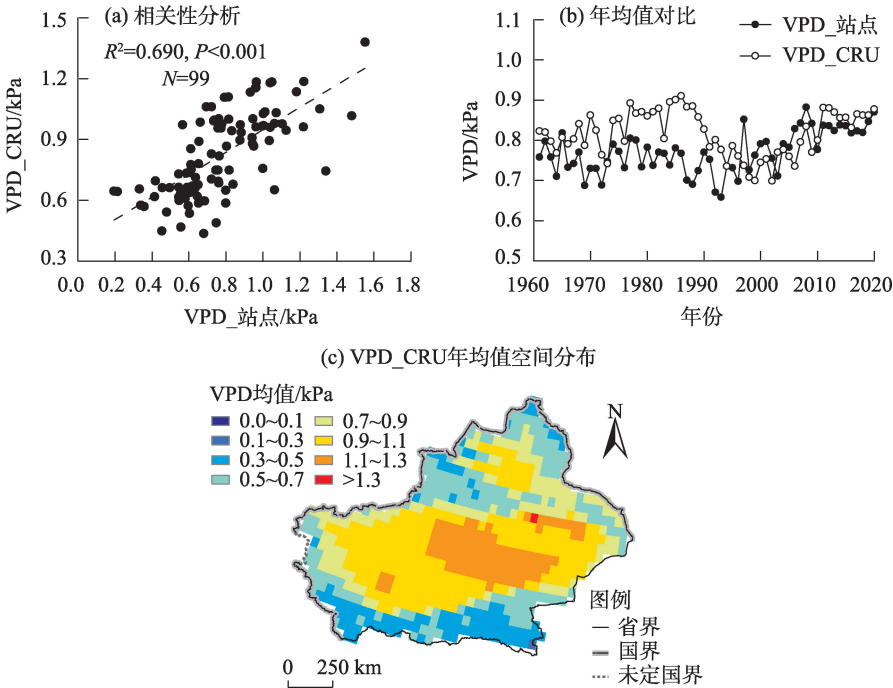 (a) 相关性分析
R²=0.690, P<0.001
N=99
1.5
1.2
0.9
0.6
0.3
VPD_CRU/kPa
0.0 0.2 0.4 0.6 0.8 1.0 1.2 1.4 1.6 1.8
VPD_站点/kPa
(b) 年均值对比
VPD_站点
VPD_CRU
1.1
1.0
0.9
0.8
0.7
0.6
0.5
VPD/kPa
1960 1970 1980 1990 2000 2010 2020
年份
(c) VPD_CRU年均值空间分布
VPD均值/kPa
0.0~0.1 0.7~0.9
0.1~0.3 0.9~1.1
0.3~0.5 1.1~1.3
0.5~0.7 >1.3
N
图例
省界
国界
未定国界
0 250 km